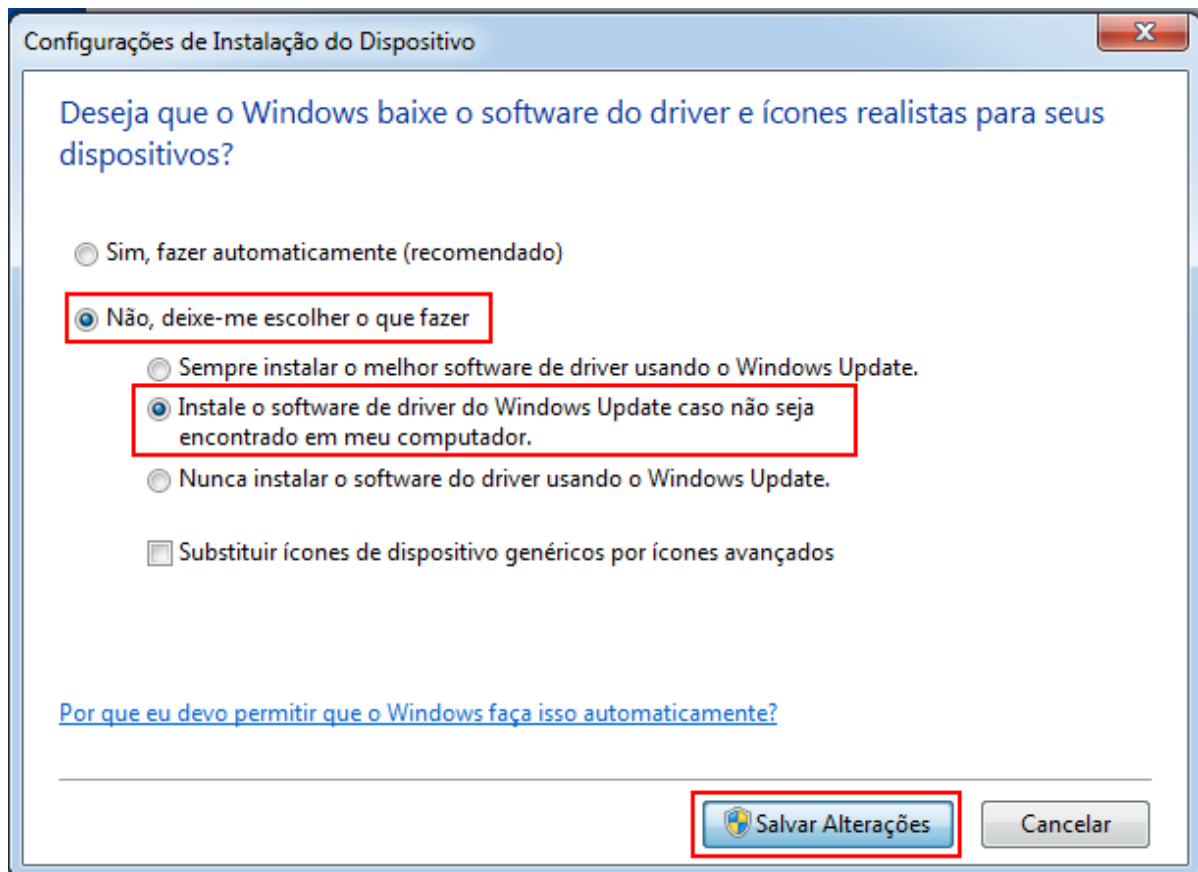 Configurações de Instalação do Dispositivo
Deseja que o Windows baixe o software do driver e ícones realistas para seus
dispositivos?
Sim, fazer automaticamente (recomendado)
Não, deixe-me escolher o que fazer
Sempre instalar o melhor software de driver usando o Windows Update.
Instale o software de driver do Windows Update caso não seja
encontrado em meu computador.
Nunca instalar o software do driver usando o Windows Update.
Substituir ícones de dispositivo genéricos por ícones avançados
Por que eu devo permitir que o Windows faça isso automaticamente?
Salvar Alterações
Cancelar